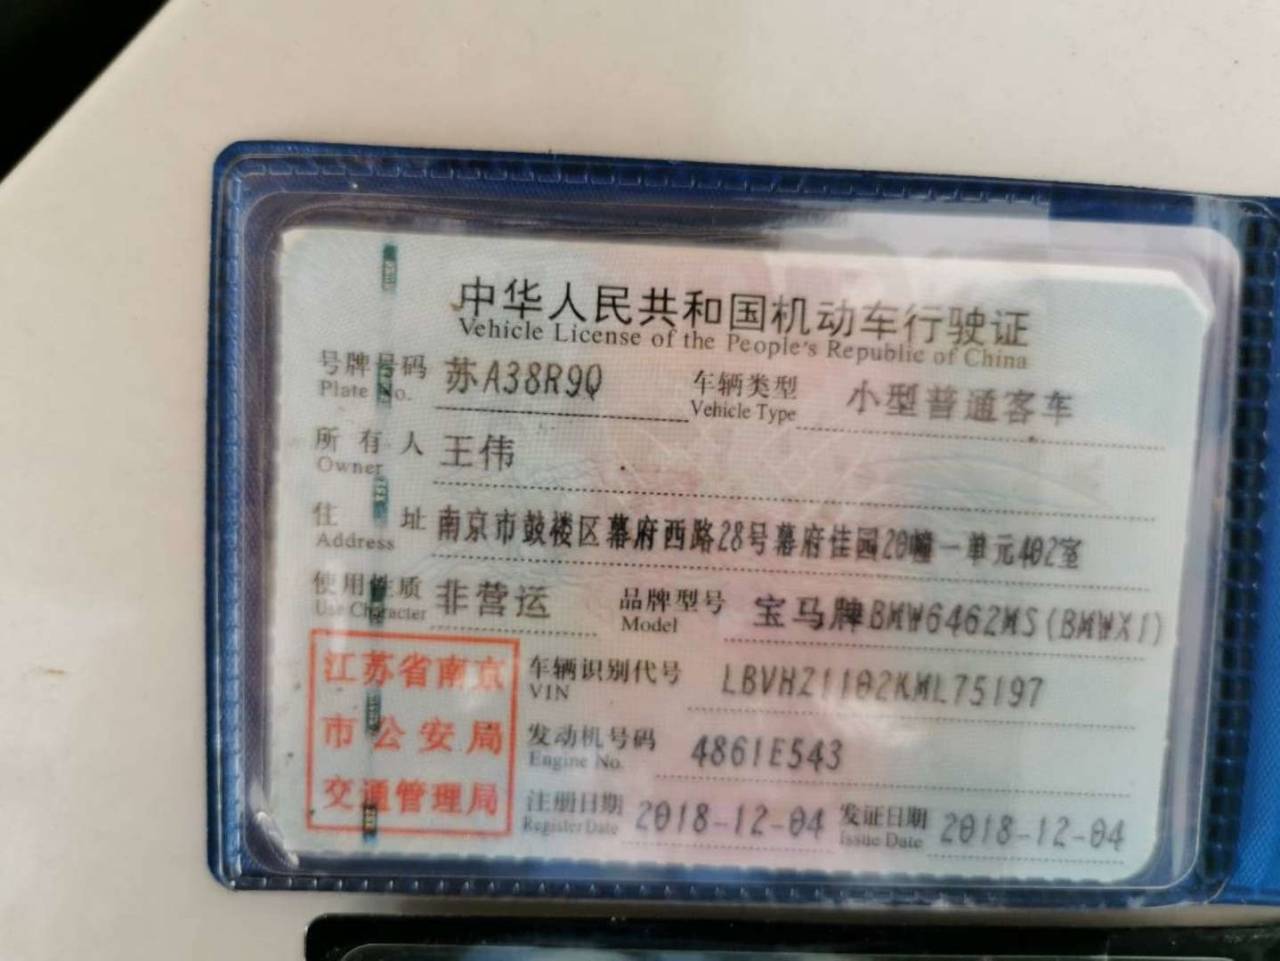 中华人民共和国机动车行驶证
Vehicle License of the People's Republic of China
号牌号码 苏A38R9Q 车辆类型 小型普通客车
Plate No. Vehicle Type
所有人 王伟
Owner
住址 南京市鼓楼区幕府西路28号幕府佳园20幢一单元402室
Address
使用性质 非营运 品牌型号 宝马牌BMW6462MS(BMWX1)
Use Character Model
江苏省南京
市公安局
交通管理局
车辆识别代号 LBVHZ1102KML75197
VIN
发动机号码 4861E543
Engine No.
注册日期 2018-12-04 发证日期 2018-12-04
Register Date Issue Date